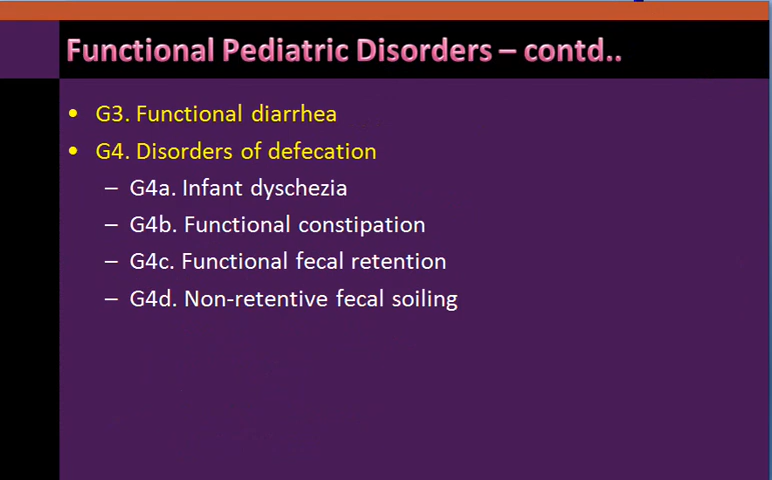 Functional Pediatric Disorders – contd..
• G3. Functional diarrhea
• G4. Disorders of defecation
– G4a. Infant dyschezia
– G4b. Functional constipation
– G4c. Functional fecal retention
– G4d. Non-retentive fecal soiling